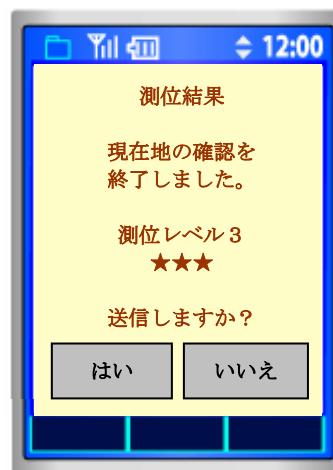 12:00
測位結果
現在地の確認を
終了しました。
測位レベル３
★★★
送信しますか？
はい
いいえ